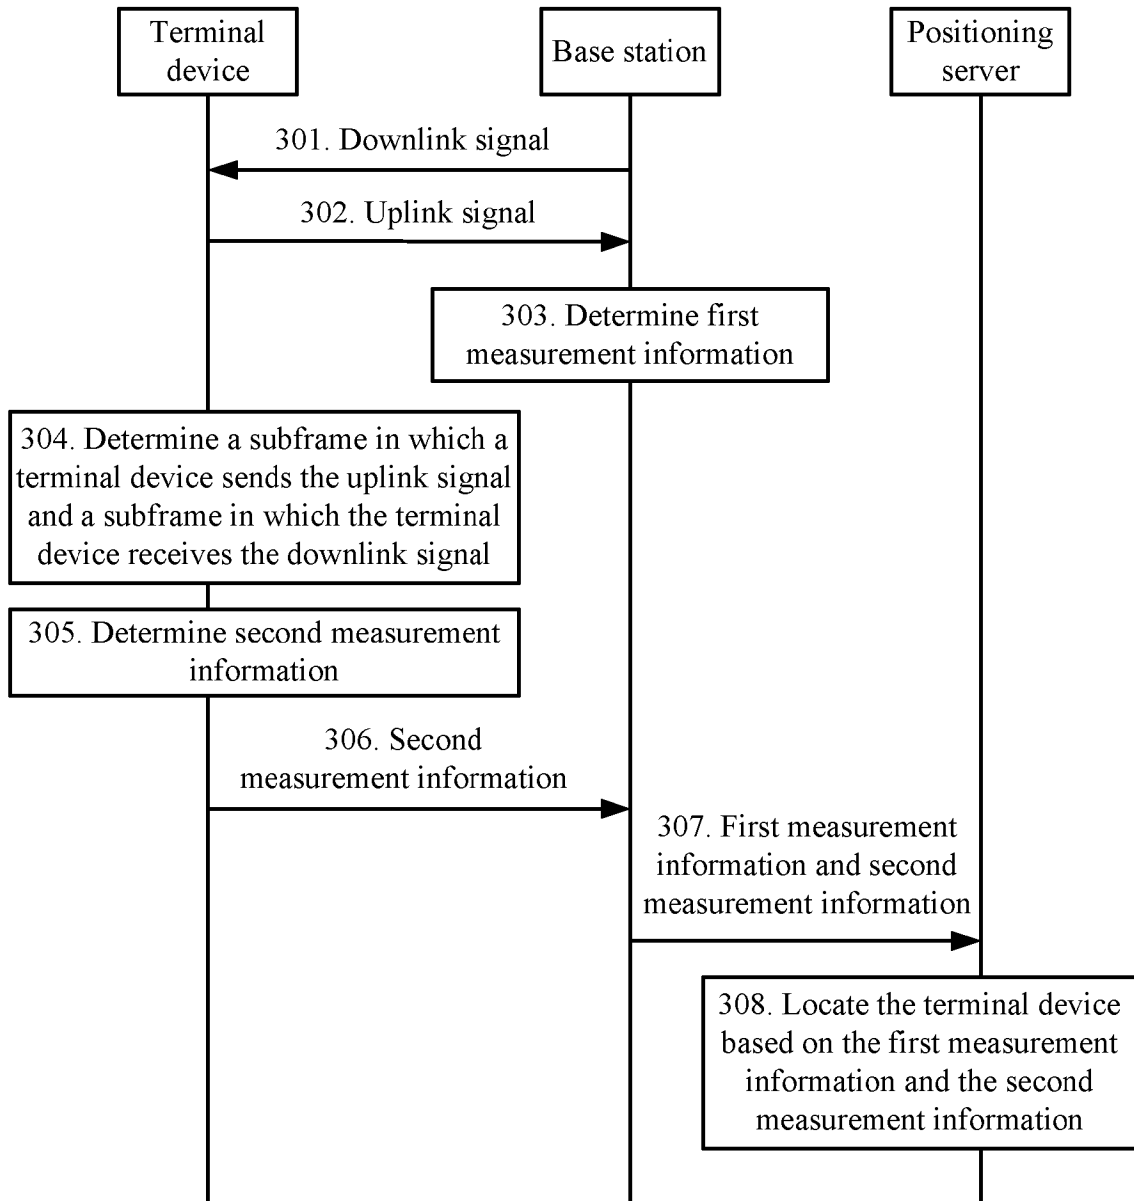 Terminal
device
Base station
Positioning
server
301. Downlink signal
302. Uplink signal
303. Determine first
measurement information
304. Determine a subframe in which a
terminal device sends the uplink signal
and a subframe in which the terminal
device receives the downlink signal
305. Determine second measurement
information
306. Second
measurement information
307. First measurement
information and second
measurement information
308. Locate the terminal device
based on the first measurement
information and the second
measurement information